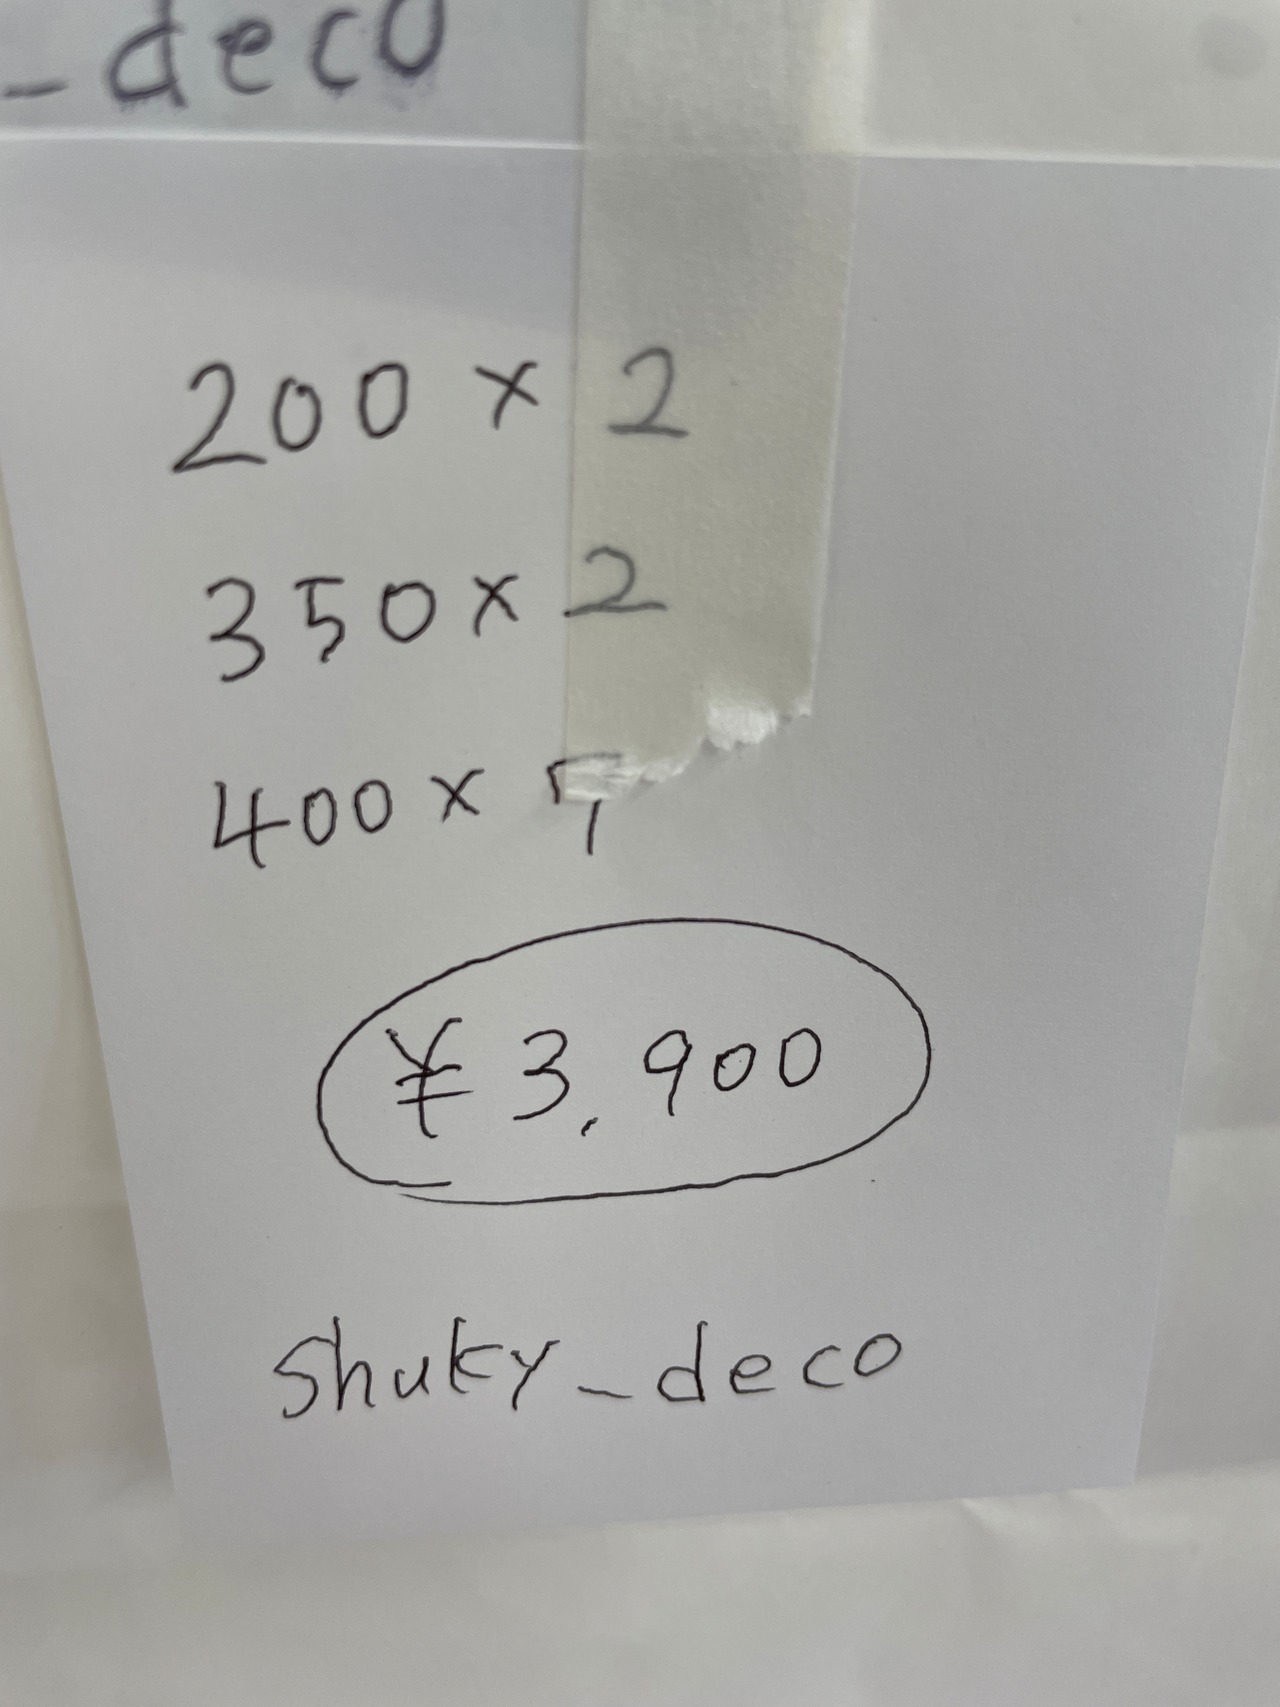 _deco
200 × 2
350 × 2
400 × 7
¥ 3,900
Shuky_deco